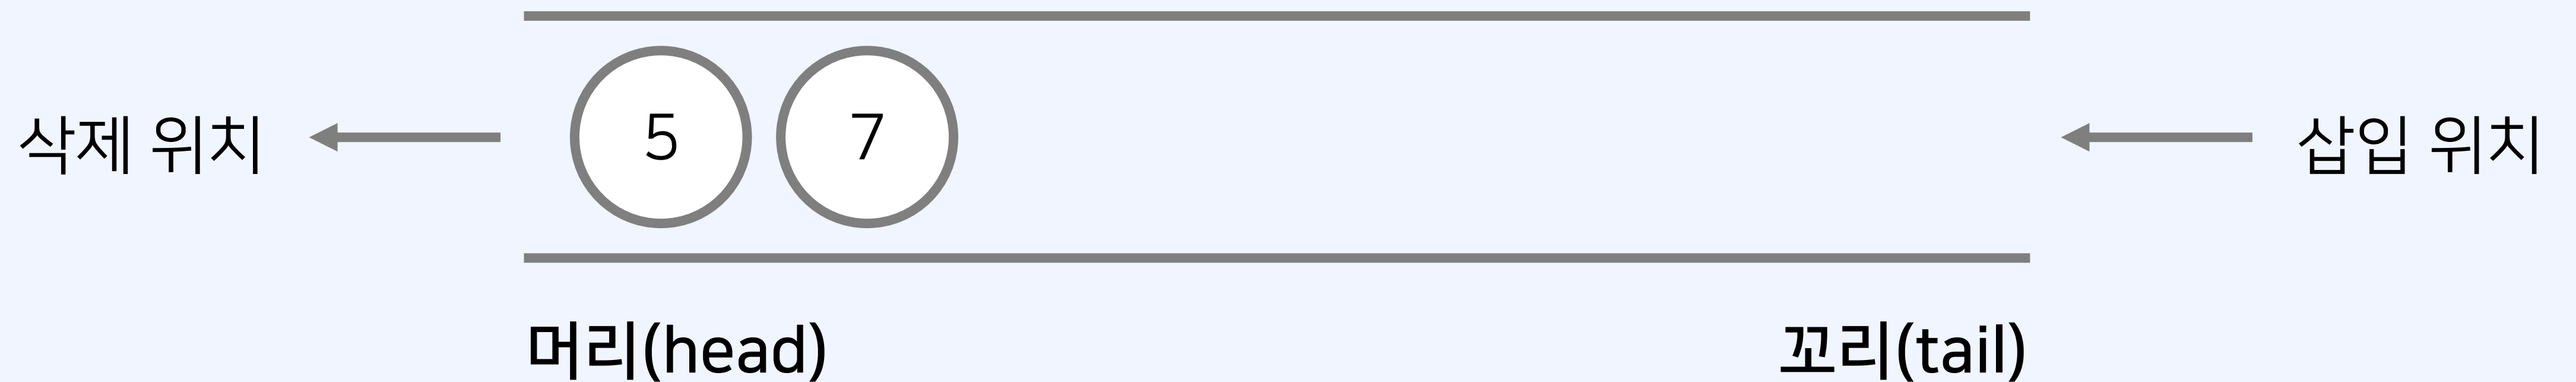 삭제 위치
5
7
삽입 위치
머리(head)
꼬리(tail)